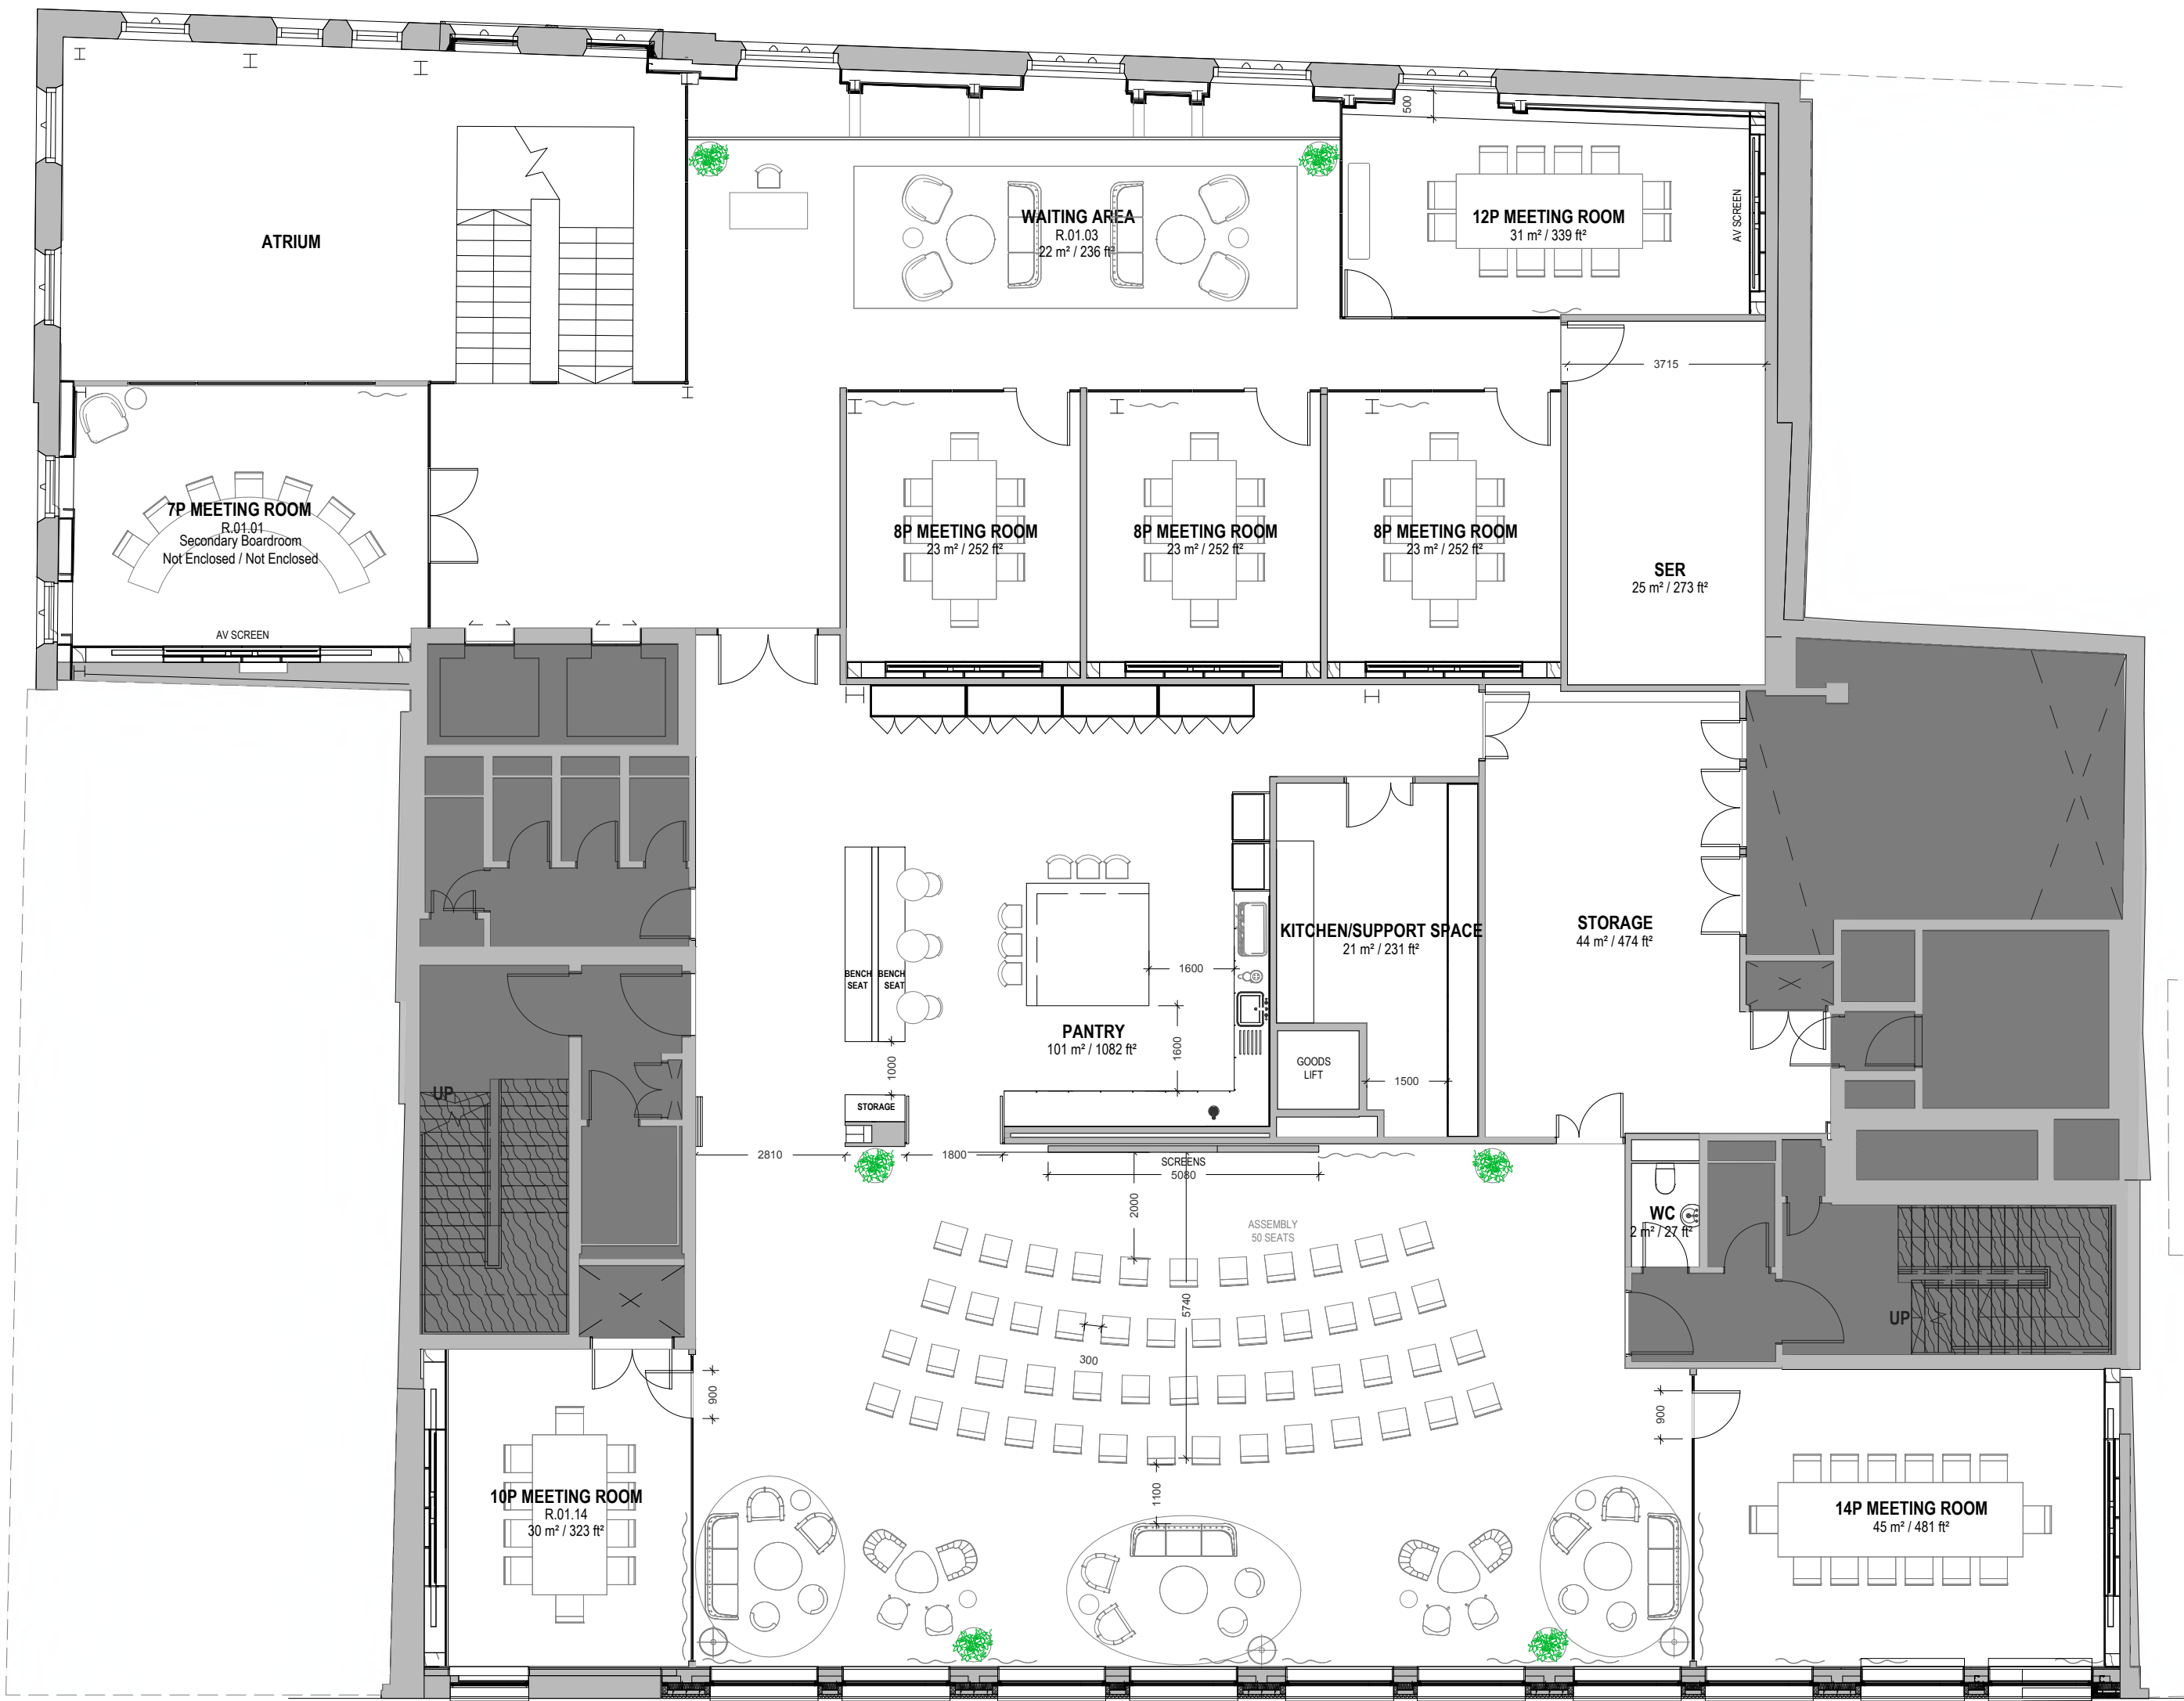 500
ATRIUM
WAITING AREA
R.01.03
22 m² / 236 ft²
12P MEETING ROOM
31 m² / 339 ft²
AV SCREEN
3715
7P MEETING ROOM
R.01.01
Secondary Boardroom
Not Enclosed / Not Enclosed
AV SCREEN
8P MEETING ROOM
23 m² / 252 ft²
8P MEETING ROOM
23 m² / 252 ft²
8P MEETING ROOM
23 m² / 252 ft²
SER
25 m² / 273 ft²
KITCHEN/SUPPORT SPACE
21 m² / 231 ft²
STORAGE
44 m² / 474 ft²
BENCH
SEAT
BENCH
SEAT
1600
PANTRY
101 m² / 1082 ft²
1600
1000
GOODS
LIFT
1500
UP
STORAGE
2810
1800
SCREENS
5080
2000
ASSEMBLY
50 SEATS
WC
2 m² / 27 ft²
5740
300
UP
900
900
1100
10P MEETING ROOM
R.01.14
30 m² / 323 ft²
14P MEETING ROOM
45 m² / 481 ft²